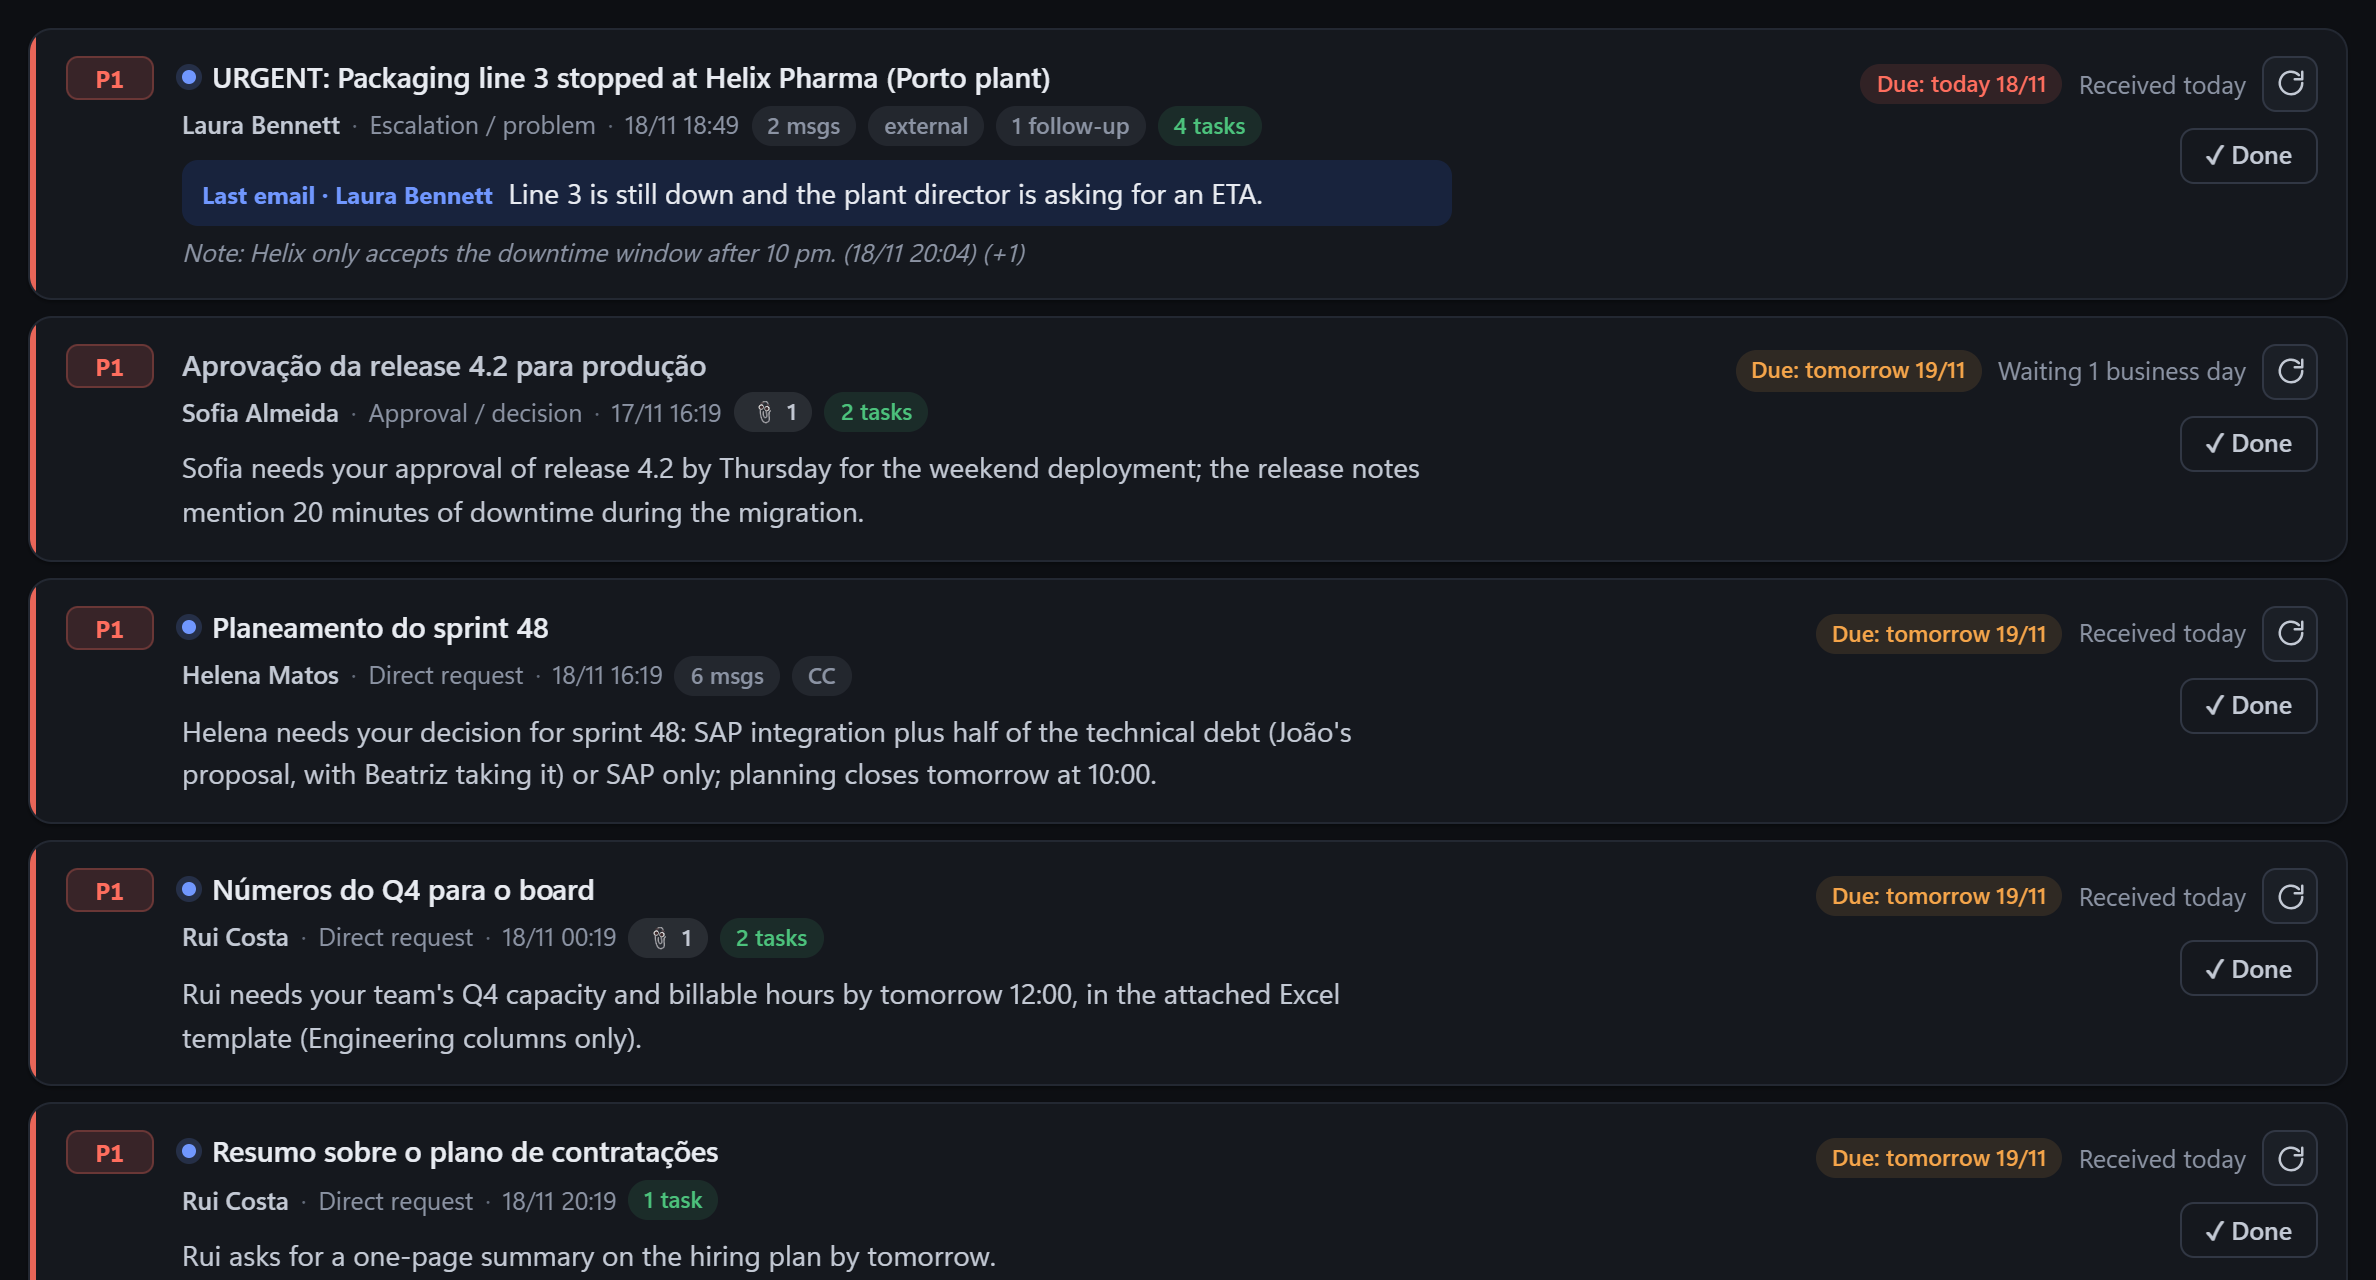 P1 URGENT: Packaging line 3 stopped at Helix Pharma (Porto plant) Due: today 18/11 Received today
Laura Bennett · Escalation / problem · 18/11 18:49 2 msgs external 1 follow-up 4 tasks
✓ Done
Last email · Laura Bennett Line 3 is still down and the plant director is asking for an ETA.
Note: Helix only accepts the downtime window after 10 pm. (18/11 20:04) (+1)
P1 Aprovação da release 4.2 para produção Due: tomorrow 19/11 Waiting 1 business day
Sofia Almeida · Approval / decision · 17/11 16:19 1 2 tasks
✓ Done
Sofia needs your approval of release 4.2 by Thursday for the weekend deployment; the release notes
mention 20 minutes of downtime during the migration.
P1 Planeamento do sprint 48 Due: tomorrow 19/11 Received today
Helena Matos · Direct request · 18/11 16:19 6 msgs CC
✓ Done
Helena needs your decision for sprint 48: SAP integration plus half of the technical debt (João's
proposal, with Beatriz taking it) or SAP only; planning closes tomorrow at 10:00.
P1 Números do Q4 para o board Due: tomorrow 19/11 Received today
Rui Costa · Direct request · 18/11 00:19 1 2 tasks
✓ Done
Rui needs your team's Q4 capacity and billable hours by tomorrow 12:00, in the attached Excel
template (Engineering columns only).
P1 Resumo sobre o plano de contratações Due: tomorrow 19/11 Received today
Rui Costa · Direct request · 18/11 20:19 1 task
✓ Done
Rui asks for a one-page summary on the hiring plan by tomorrow.